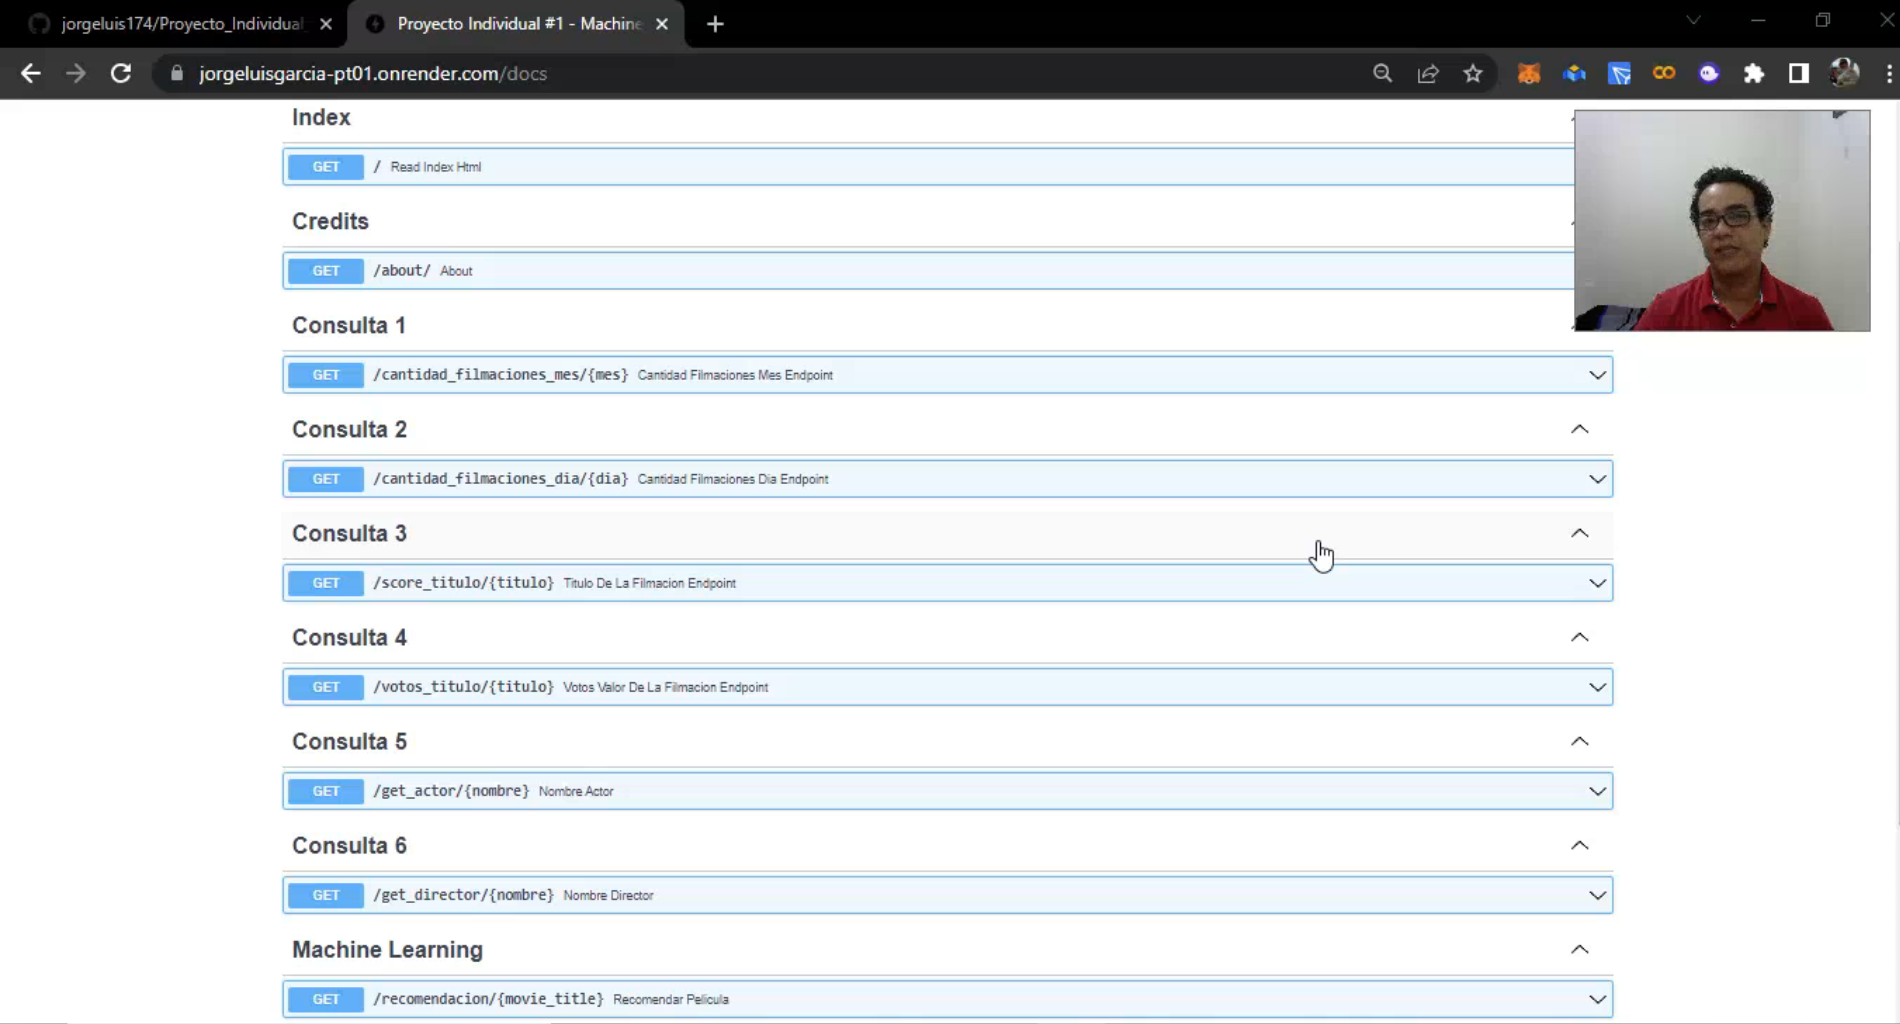 jorgeluis174/Proyecto_Individual
Proyecto Individual #1 - Machine
jorgeluisgarcia-pt01.onrender.com/docs
Index
GET / Read Index Html
Credits
GET /about/ About
Consulta 1
GET /cantidad_filmaciones_mes/{mes} Cantidad Filmaciones Mes Endpoint
Consulta 2
GET /cantidad_filmaciones_dia/{dia} Cantidad Filmaciones Dia Endpoint
Consulta 3
GET /score_titulo/{titulo} Titulo De La Filmacion Endpoint
Consulta 4
GET /votos_titulo/{titulo} Votos Valor De La Filmacion Endpoint
Consulta 5
GET /get_actor/{nombre} Nombre Actor
Consulta 6
GET /get_director/{nombre} Nombre Director
Machine Learning
GET /recomendacion/{movie_title} Recomendar Pelicula